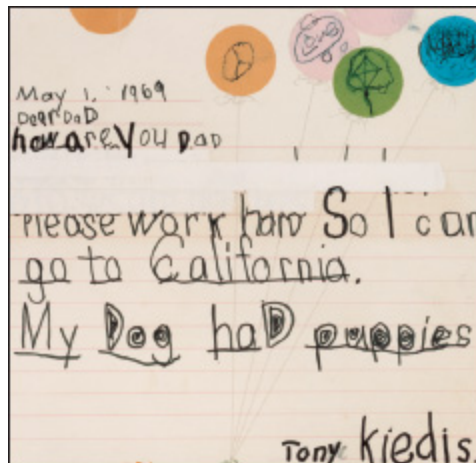 May 1, 1969
Dear DaD
how are you DaD
Please work haro So I can
go to California.
My Dog haD puppies
Tony kiedis